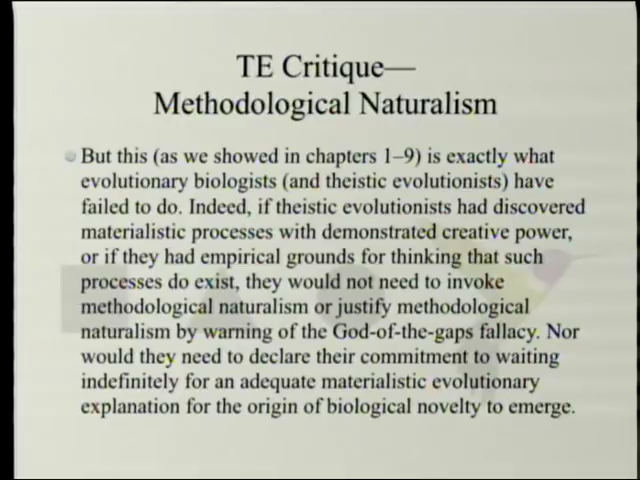 TE Critique—
Methodological Naturalism
But this (as we showed in chapters 1–9) is exactly what
evolutionary biologists (and theistic evolutionists) have
failed to do. Indeed, if theistic evolutionists had discovered
materialistic processes with demonstrated creative power,
or if they had empirical grounds for thinking that such
processes do exist, they would not need to invoke
methodological naturalism or justify methodological
naturalism by warning of the God-of-the-gaps fallacy. Nor
would they need to declare their commitment to waiting
indefinitely for an adequate materialistic evolutionary
explanation for the origin of biological novelty to emerge.